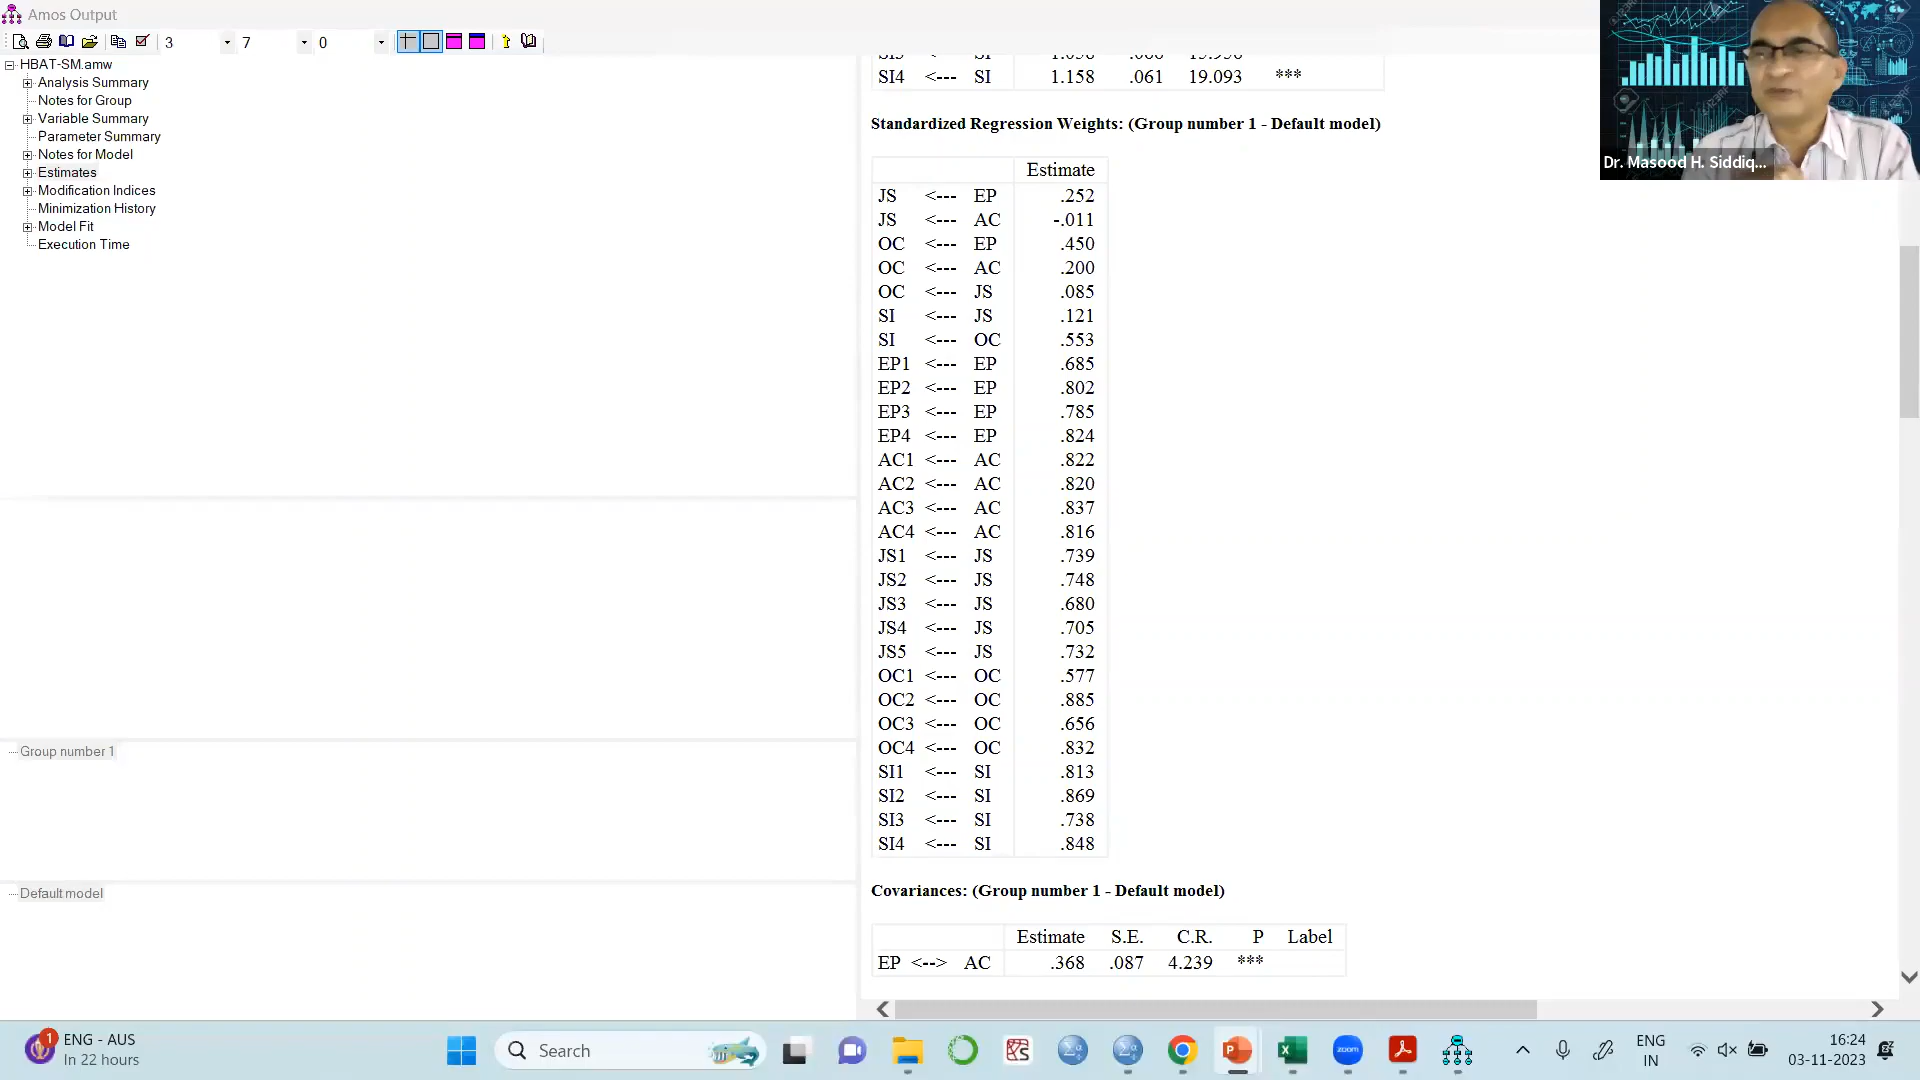 Amos Output
3 7 0
HBAT-SM.amw
Analysis Summary
Notes for Group
Variable Summary
Parameter Summary
Notes for Model
Estimates
Modification Indices
Minimization History
Model Fit
Execution Time
Group number 1
Default model
SI4 <--- SI 1.158 .061 19.093 ***
Standardized Regression Weights: (Group number 1 - Default model)
Estimate
JS <--- EP .252
JS <--- AC -.011
OC <--- EP .450
OC <--- AC .200
OC <--- JS .085
SI <--- JS .121
SI <--- OC .553
EP1 <--- EP .685
EP2 <--- EP .802
EP3 <--- EP .785
EP4 <--- EP .824
AC1 <--- AC .822
AC2 <--- AC .820
AC3 <--- AC .837
AC4 <--- AC .816
JS1 <--- JS .739
JS2 <--- JS .748
JS3 <--- JS .680
JS4 <--- JS .705
JS5 <--- JS .732
OC1 <--- OC .577
OC2 <--- OC .885
OC3 <--- OC .656
OC4 <--- OC .832
SI1 <--- SI .813
SI2 <--- SI .869
SI3 <--- SI .738
SI4 <--- SI .848
Covariances: (Group number 1 - Default model)
Estimate S.E. C.R. P Label
EP <--> AC .368 .087 4.239 ***
Dr. Masood H. Siddiq...
1
ENG - AUS
In 22 hours
Search
zoom
ENG
IN
16:24
03-11-2023